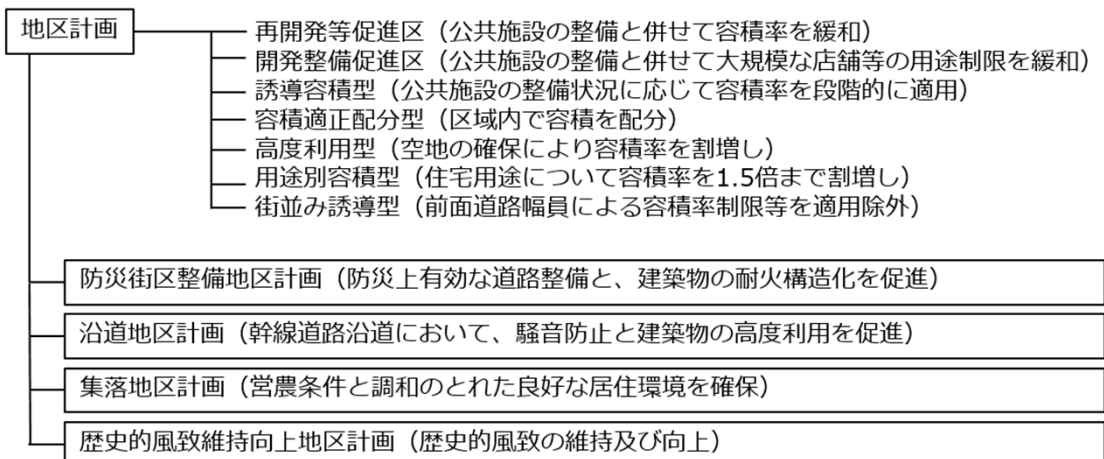 地区計画
再開発等促進区（公共施設の整備と併せて容積率を緩和）
開発整備促進区（公共施設の整備と併せて大規模な店舗等の用途制限を緩和）
誘導容積型（公共施設の整備状況に応じて容積率を段階的に適用）
容積適正配分型（区域内で容積を配分）
高度利用型（空地の確保により容積率を割増し）
用途別容積型（住宅用途について容積率を1.5倍まで割増し）
街並み誘導型（前面道路幅員による容積率制限等を適用除外）
防災街区整備地区計画（防災上有効な道路整備と、建築物の耐火構造化を促進）
沿道地区計画（幹線道路沿道において、騒音防止と建築物の高度利用を促進）
集落地区計画（営農条件と調和のとれた良好な居住環境を確保）
歴史的風致維持向上地区計画（歴史的風致の維持及び向上）